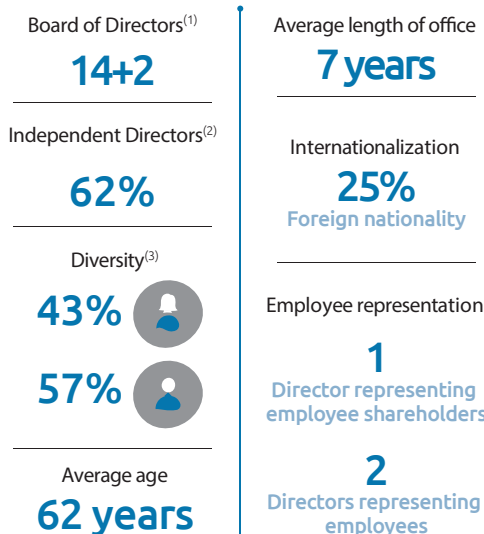 Board of Directors(1)
14+2
Independent Directors(2)
62%
Diversity(3)
43%
57%
Average age
62 years
Average length of office
7 years
Internationalization
25%
Foreign nationality
Employee representation
1
Director representing
employee shareholders
2
Directors representing
employees